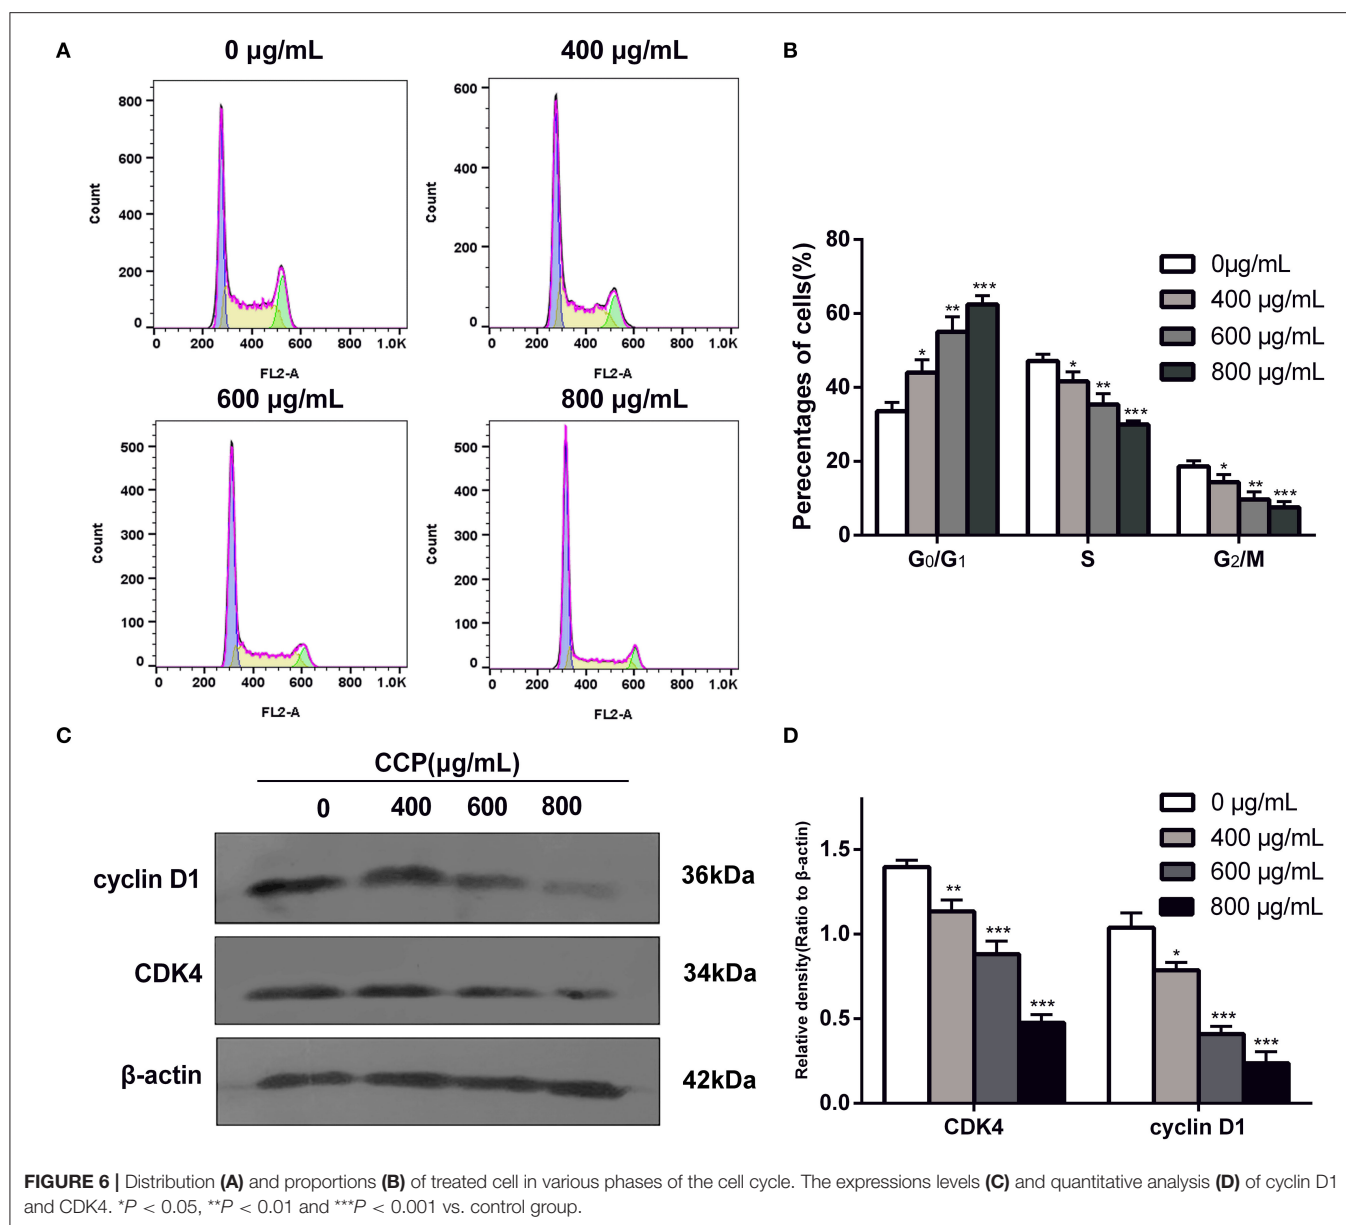 A
0 µg/mL
400 µg/mL
Count
800
600
400
200
0
0 200 400 600 800 1.0K
FL2-A
Count
600
400
200
0
0 200 400 600 800 1.0K
FL2-A
600 µg/mL
800 µg/mL
Count
500
400
300
200
100
0
0 200 400 600 800 1.0K
FL2-A
Count
500
400
300
200
100
0
0 200 400 600 800 1.0K
FL2-A
B
Perecentages of cells(%)
80
60
40
20
0
* ** ***
* ** ***
* ** ***
G0/G1 S G2/M
0µg/mL
400 µg/mL
600 µg/mL
800 µg/mL
C
CCP(µg/mL)
0 400 600 800
cyclin D1 36kDa
CDK4 34kDa
β-actin 42kDa
D
Relative density(Ratio to β-actin)
1.5
1.0
0.5
0.0
** *** ***
* *** ***
CDK4 cyclin D1
0 µg/mL
400 µg/mL
600 µg/mL
800 µg/mL
FIGURE 6 | Distribution (A) and proportions (B) of treated cell in various phases of the cell cycle. The expressions levels (C) and quantitative analysis (D) of cyclin D1
and CDK4. *P < 0.05, **P < 0.01 and ***P < 0.001 vs. control group.